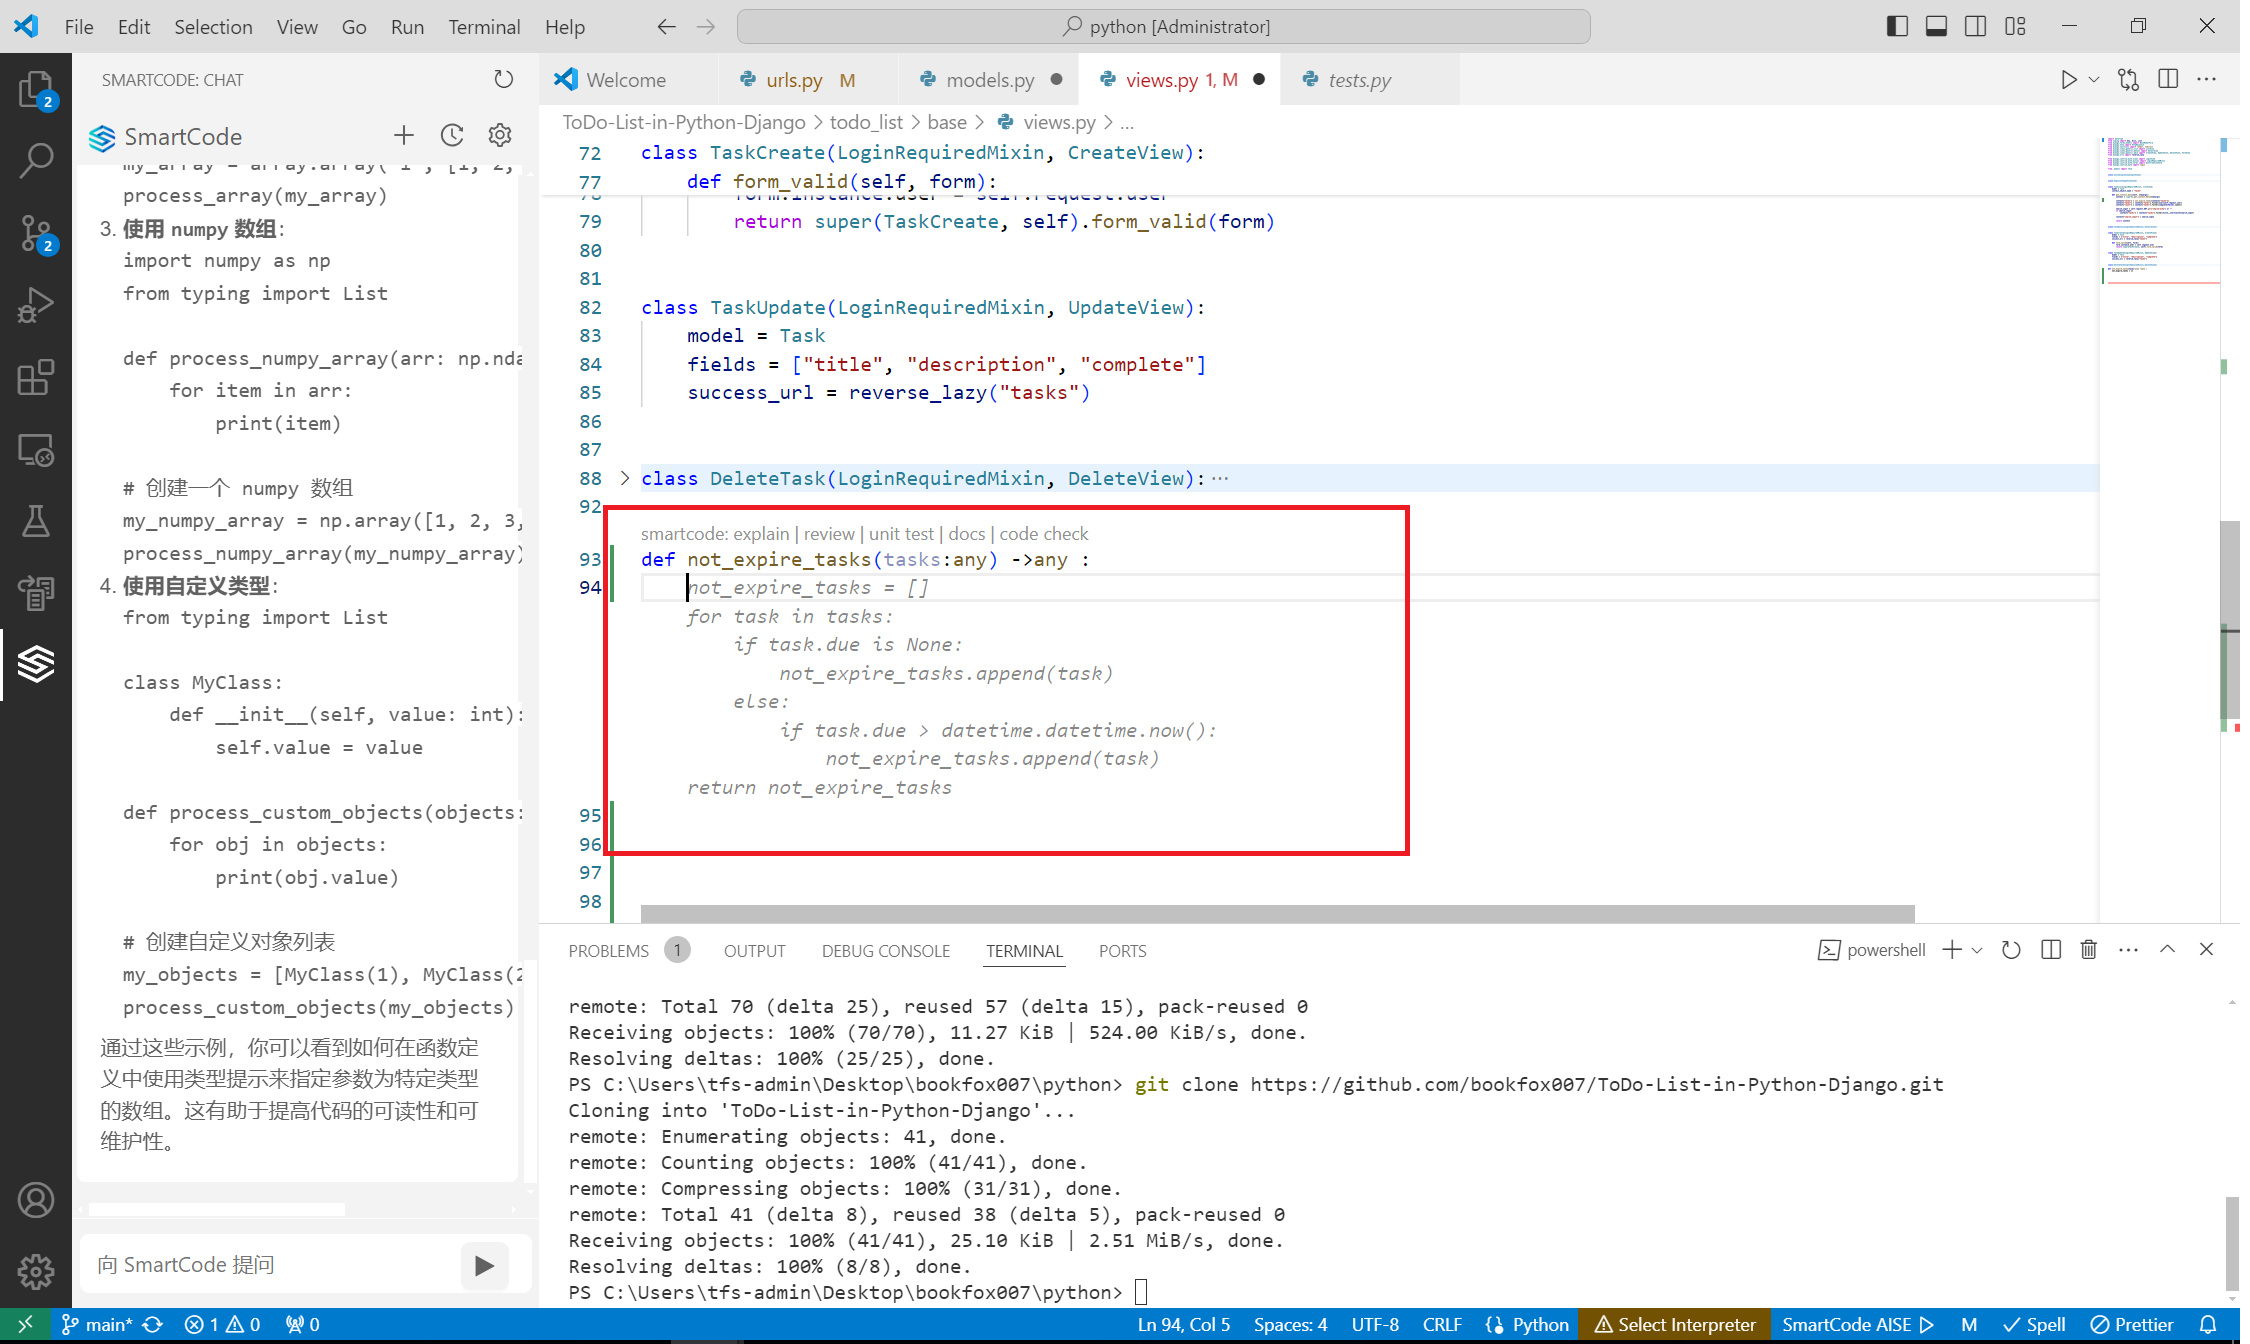 File Edit Selection View Go Run Terminal Help
python [Administrator]
SMARTCODE: CHAT
SmartCode
process_array(my_array)
3. 使用 numpy 数组:
import numpy as np
from typing import List
def process_numpy_array(arr: np.nda
for item in arr:
print(item)
# 创建一个 numpy 数组
my_numpy_array = np.array([1, 2, 3,
process_numpy_array(my_numpy_array)
4. 使用自定义类型:
from typing import List
class MyClass:
def __init__(self, value: int):
self.value = value
def process_custom_objects(objects:
for obj in objects:
print(obj.value)
# 创建自定义对象列表
my_objects = [MyClass(1), MyClass(2
process_custom_objects(my_objects)
通过这些示例，你可以看到如何在函数定
义中使用类型提示来指定参数为特定类型
的数组。这有助于提高代码的可读性和可
维护性。
向 SmartCode 提问
2
2
Welcome urls.py M models.py views.py 1, M tests.py
ToDo-List-in-Python-Django > todo_list > base > views.py > ...
72 class TaskCreate(LoginRequiredMixin, CreateView):
77 def form_valid(self, form):
78 form.instance.user = self.request.user
79 return super(TaskCreate, self).form_valid(form)
80
81
82 class TaskUpdate(LoginRequiredMixin, UpdateView):
83 model = Task
84 fields = ["title", "description", "complete"]
85 success_url = reverse_lazy("tasks")
86
87
88 class DeleteTask(LoginRequiredMixin, DeleteView):···
92
smartcode: explain | review | unit test | docs | code check
93 def not_expire_tasks(tasks:any) ->any :
94 not_expire_tasks = []
for task in tasks:
if task.due is None:
not_expire_tasks.append(task)
else:
if task.due > datetime.datetime.now():
not_expire_tasks.append(task)
return not_expire_tasks
95
96
97
98
PROBLEMS 1 OUTPUT DEBUG CONSOLE TERMINAL PORTS
powershell
remote: Total 70 (delta 25), reused 57 (delta 15), pack-reused 0
Receiving objects: 100% (70/70), 11.27 KiB | 524.00 KiB/s, done.
Resolving deltas: 100% (25/25), done.
PS C:\Users\tfs-admin\Desktop\bookfox007\python> git clone https://github.com/bookfox007/ToDo-List-in-Python-Django.git
Cloning into 'ToDo-List-in-Python-Django'...
remote: Enumerating objects: 41, done.
remote: Counting objects: 100% (41/41), done.
remote: Compressing objects: 100% (31/31), done.
remote: Total 41 (delta 8), reused 38 (delta 5), pack-reused 0
Receiving objects: 100% (41/41), 25.10 KiB | 2.51 MiB/s, done.
Resolving deltas: 100% (8/8), done.
PS C:\Users\tfs-admin\Desktop\bookfox007\python>
main* 1 0 0 Ln 94, Col 5 Spaces: 4 UTF-8 CRLF Python Select Interpreter SmartCode AISE M Spell Prettier